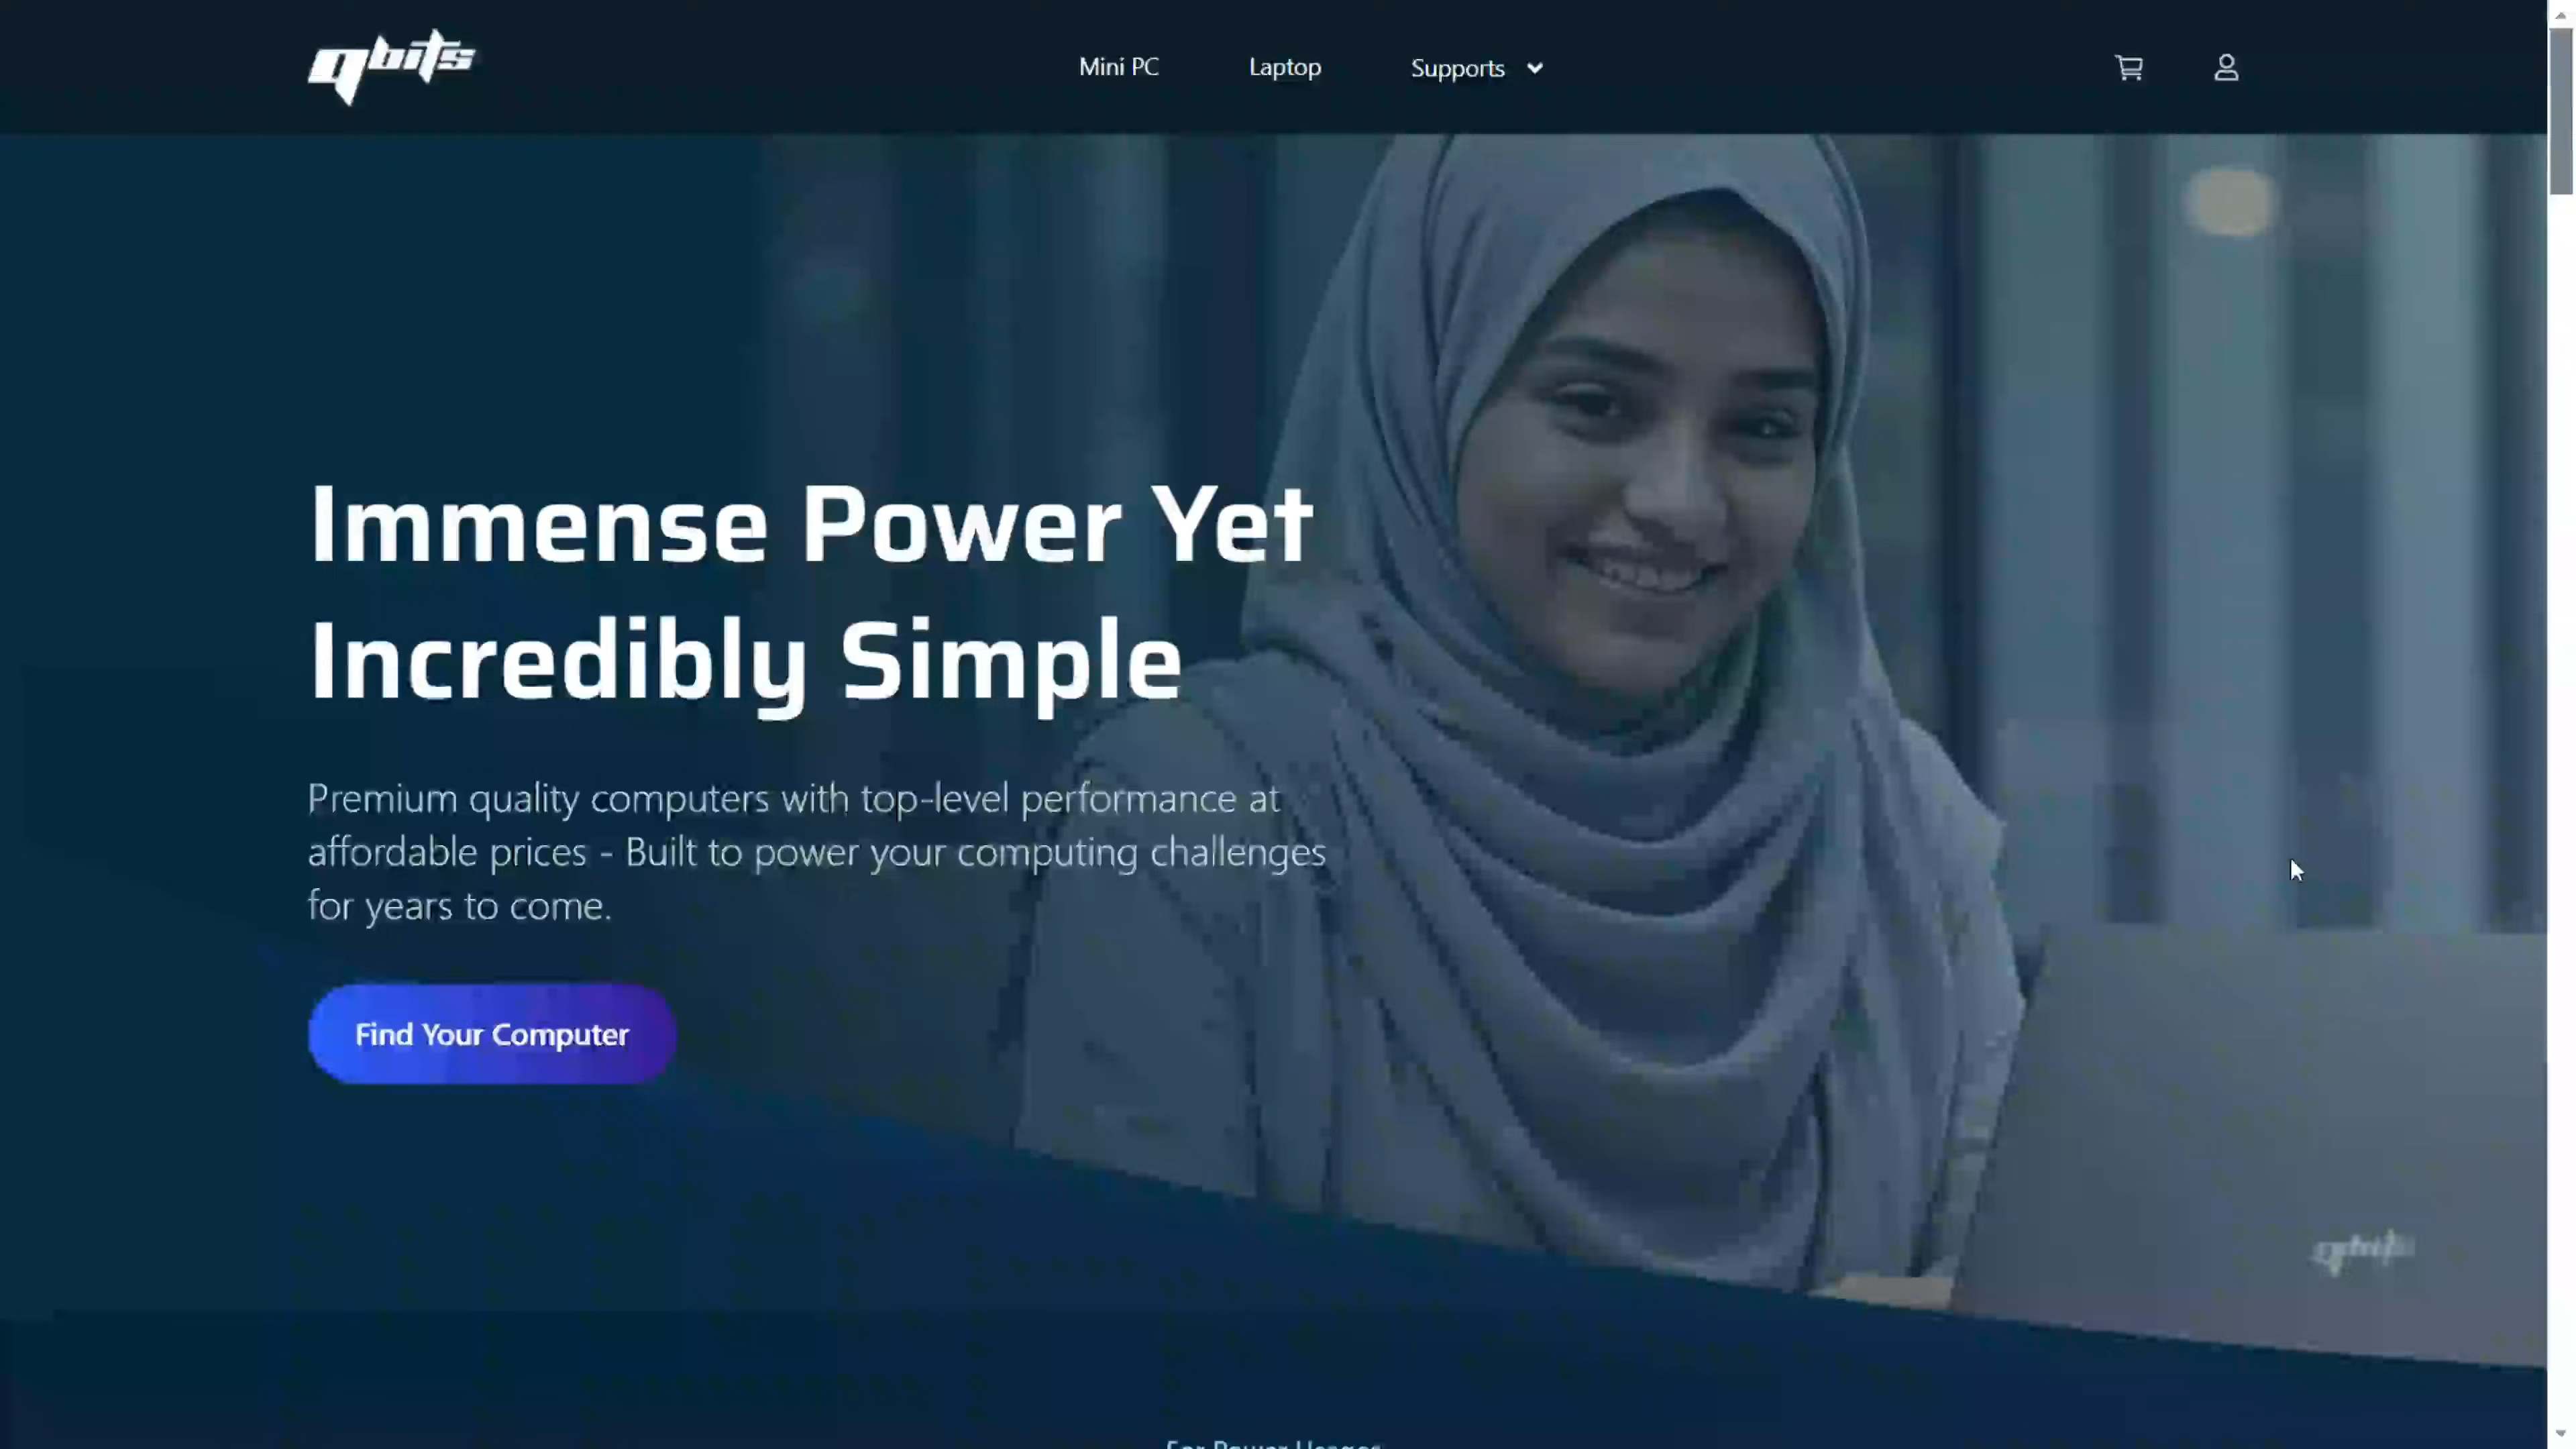 qbits
Mini PC
Laptop
Supports
Immense Power Yet
Incredibly Simple
Premium quality computers with top-level performance at
affordable prices - Built to power your computing challenges
for years to come.
Find Your Computer
qbits